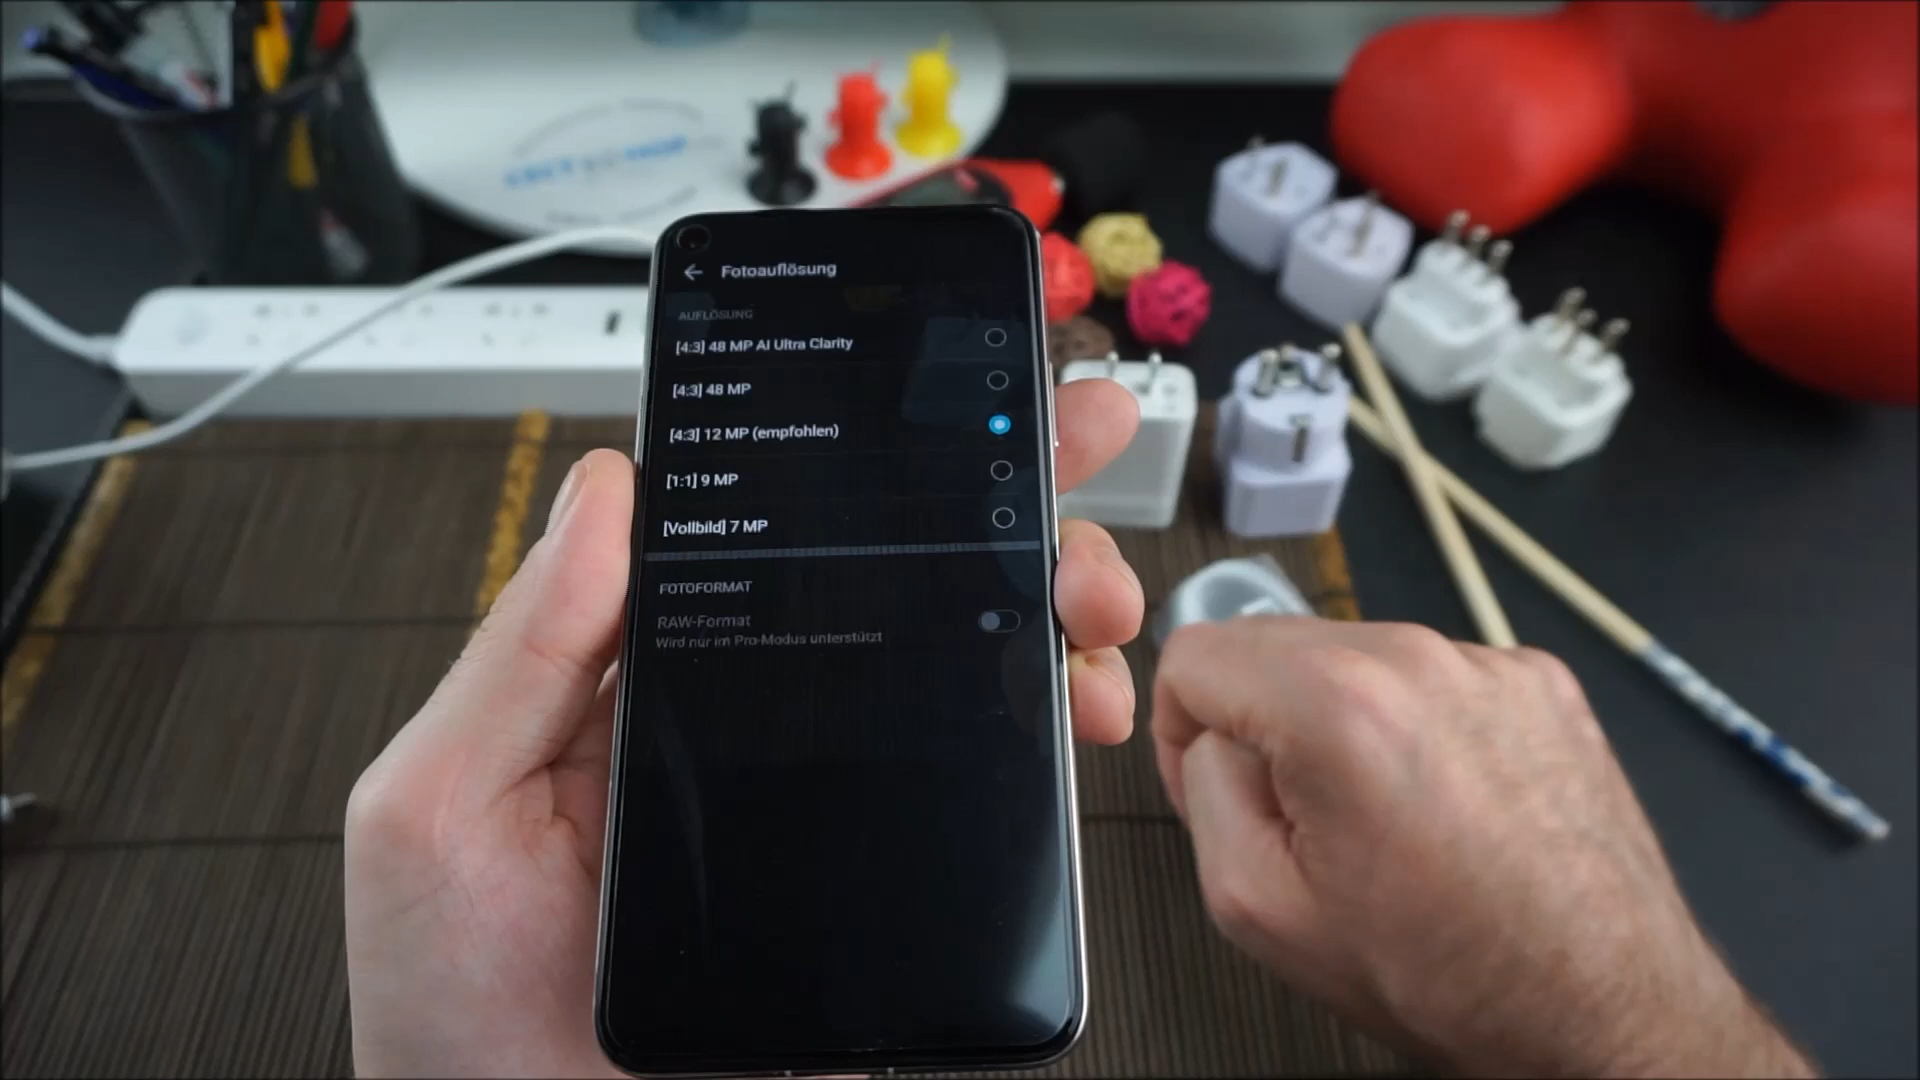 Fotoauflösung
AUFLÖSUNG
[4:3] 48 MP AI Ultra Clarity
[4:3] 48 MP
[4:3] 12 MP (empfohlen)
[1:1] 9 MP
[Vollbild] 7 MP
FOTOFORMAT
RAW-Format
Wird nur im Pro-Modus unterstützt